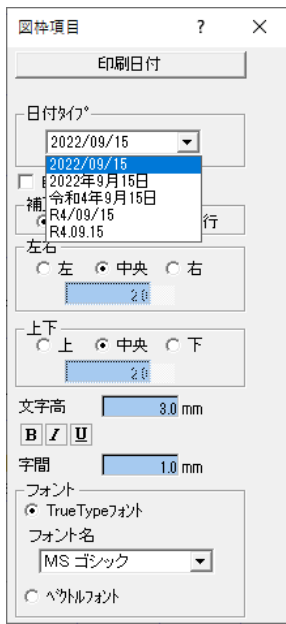 図枠項目 ?
印刷日付
日付ﾀｲﾌﾟ
2022/09/15
2022/09/15
2022年9月15日
令和4年9月15日
R4/09/15
R4.09.15
行
左右
左 中央 右
2.0
上下
上 中央 下
2.0
文字高 3.0 mm
B I U
字間 1.0 mm
フォント
TrueTypeﾌｫﾝﾄ
フォント名
MS ゴシック
ﾍﾞｸﾄﾙﾌｫﾝﾄ